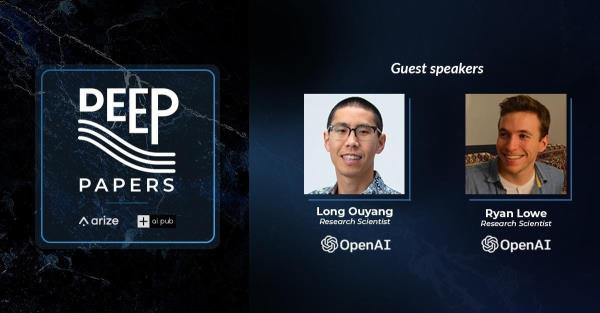 DEEP
PAPERS
arize
ai pub
Guest speakers
Long Ouyang
Research Scientist
OpenAI
Ryan Lowe
Research Scientist
OpenAI